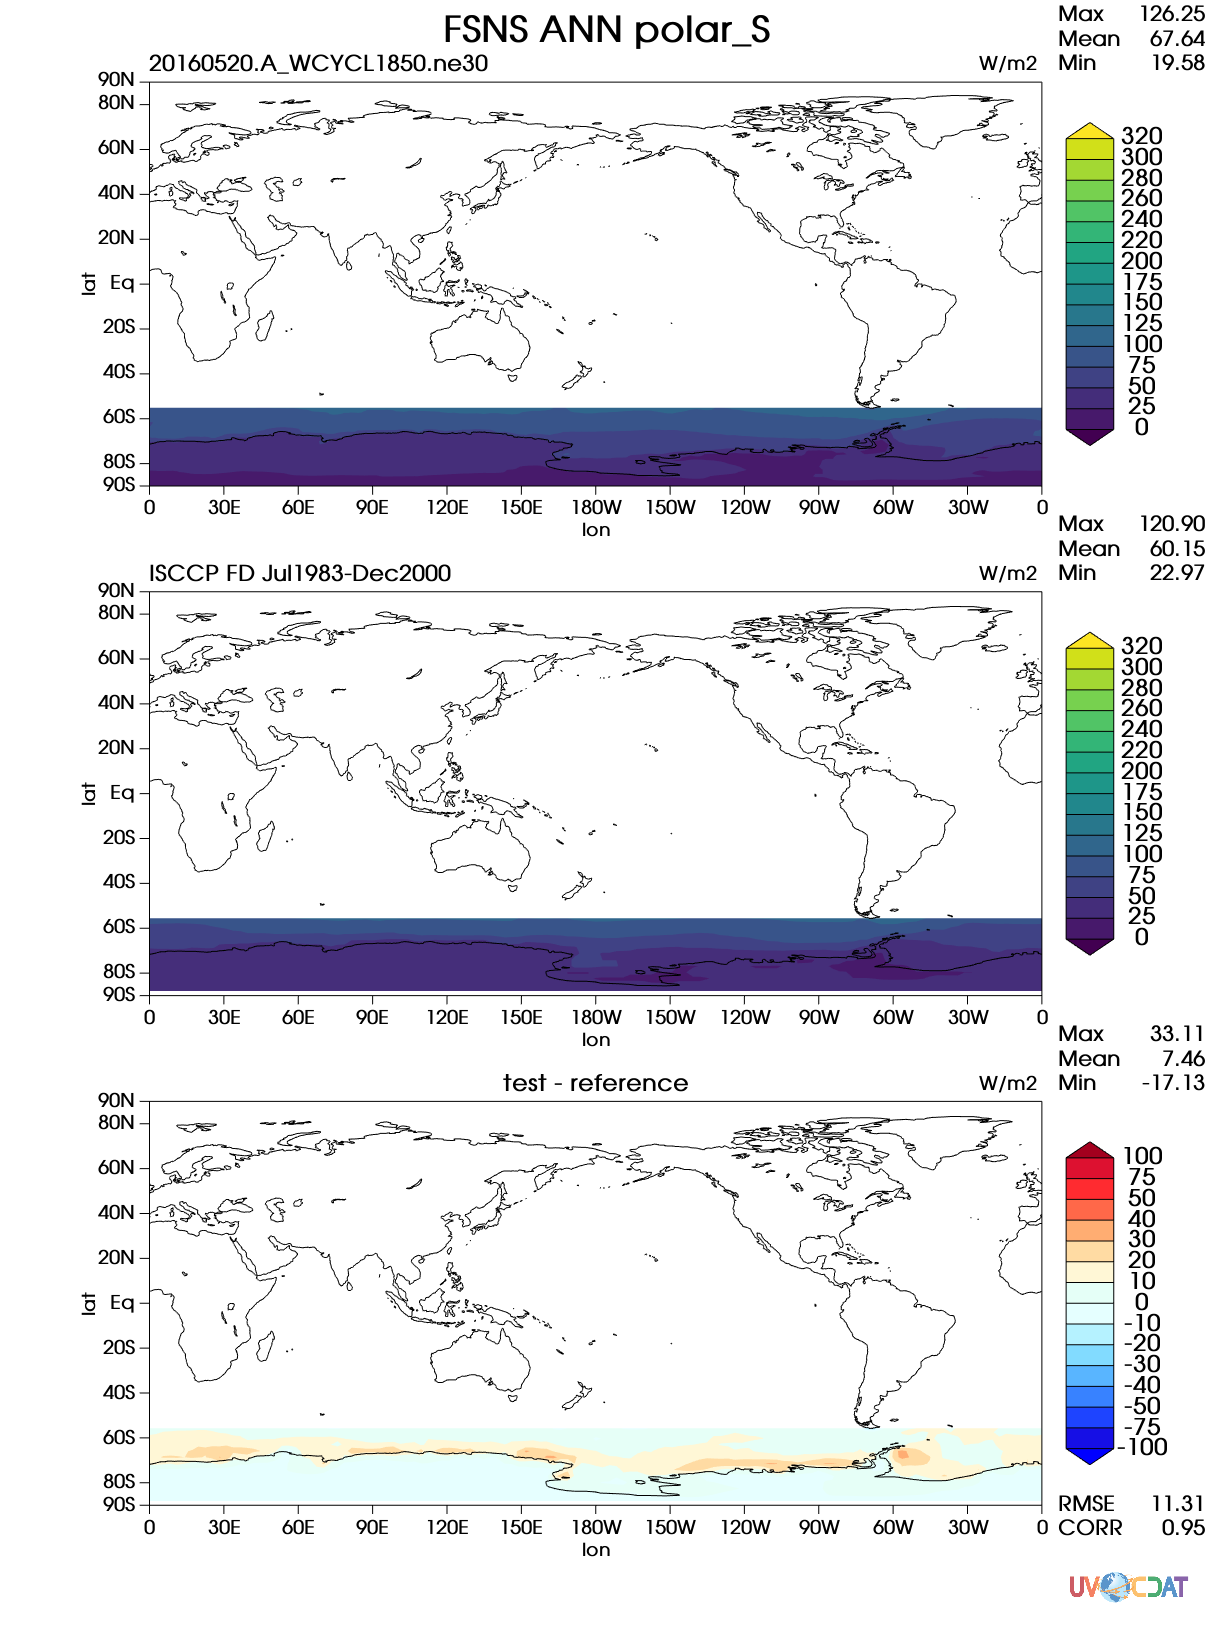 FSNS ANN polar_S
Max 126.25
Mean 67.64
Min 19.58
20160520.A_WCYCL1850.ne30
W/m2
90N
80N
60N
40N
20N
Eq
20S
40S
60S
80S
90S
lat
0 30E 60E 90E 120E 150E 180W 150W 120W 90W 60W 30W 0
lon
320
300
280
260
240
220
200
175
150
125
100
75
50
25
0
Max 120.90
Mean 60.15
Min 22.97
ISCCP FD Jul1983-Dec2000
W/m2
90N
80N
60N
40N
20N
Eq
20S
40S
60S
80S
90S
lat
0 30E 60E 90E 120E 150E 180W 150W 120W 90W 60W 30W 0
lon
320
300
280
260
240
220
200
175
150
125
100
75
50
25
0
Max 33.11
Mean 7.46
Min -17.13
test - reference
W/m2
90N
80N
60N
40N
20N
Eq
20S
40S
60S
80S
90S
lat
0 30E 60E 90E 120E 150E 180W 150W 120W 90W 60W 30W 0
lon
100
75
50
40
30
20
10
0
-10
-20
-30
-40
-50
-75
-100
RMSE 11.31
CORR 0.95
UV CDAT